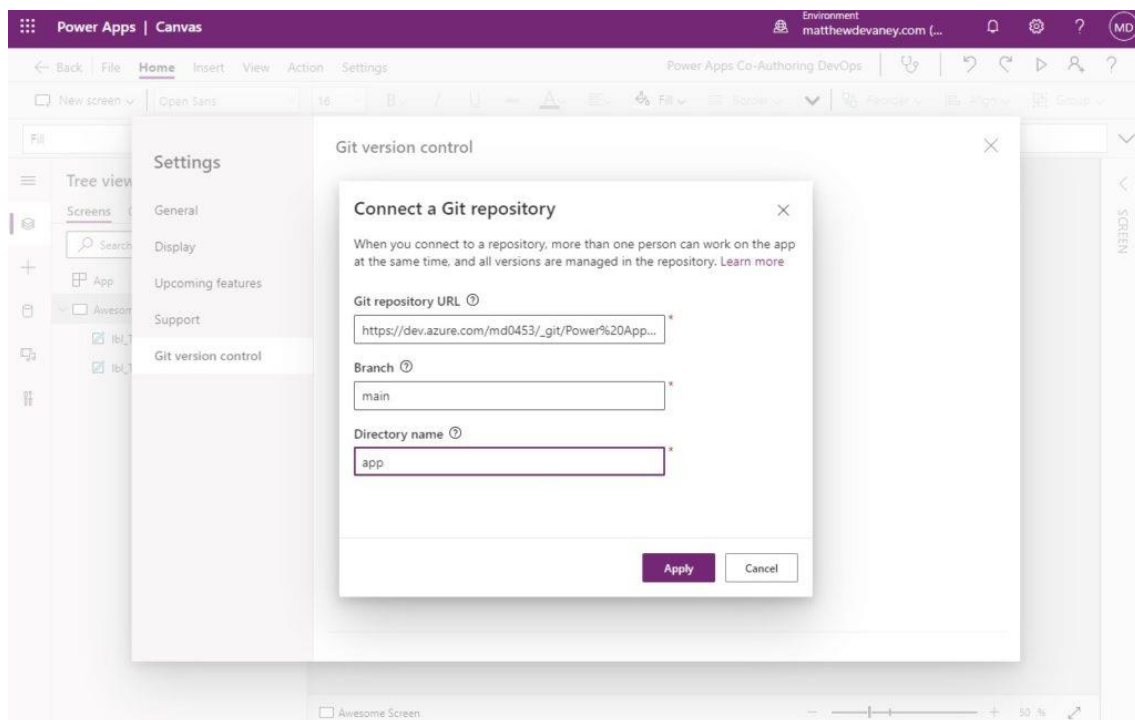 Power Apps | Canvas
Environment
matthewdevaney.com (...
MD
Back File Home Insert View Action Settings
Power Apps Co-Authoring DevOps
New screen Open Sans 16 B I U A Fill Border Reorder Align Group
Fill
Settings
Git version control
Tree view
Screens
General
Search
Display
App
Upcoming features
Awesom
Support
lbl_T
Git version control
lbl_T
SCREEN
Connect a Git repository
When you connect to a repository, more than one person can work on the app
at the same time, and all versions are managed in the repository. Learn more
Git repository URL
https://dev.azure.com/md0453/_git/Power%20App...
*
Branch
main
*
Directory name
app
*
Apply
Cancel
Awesome Screen
50 %